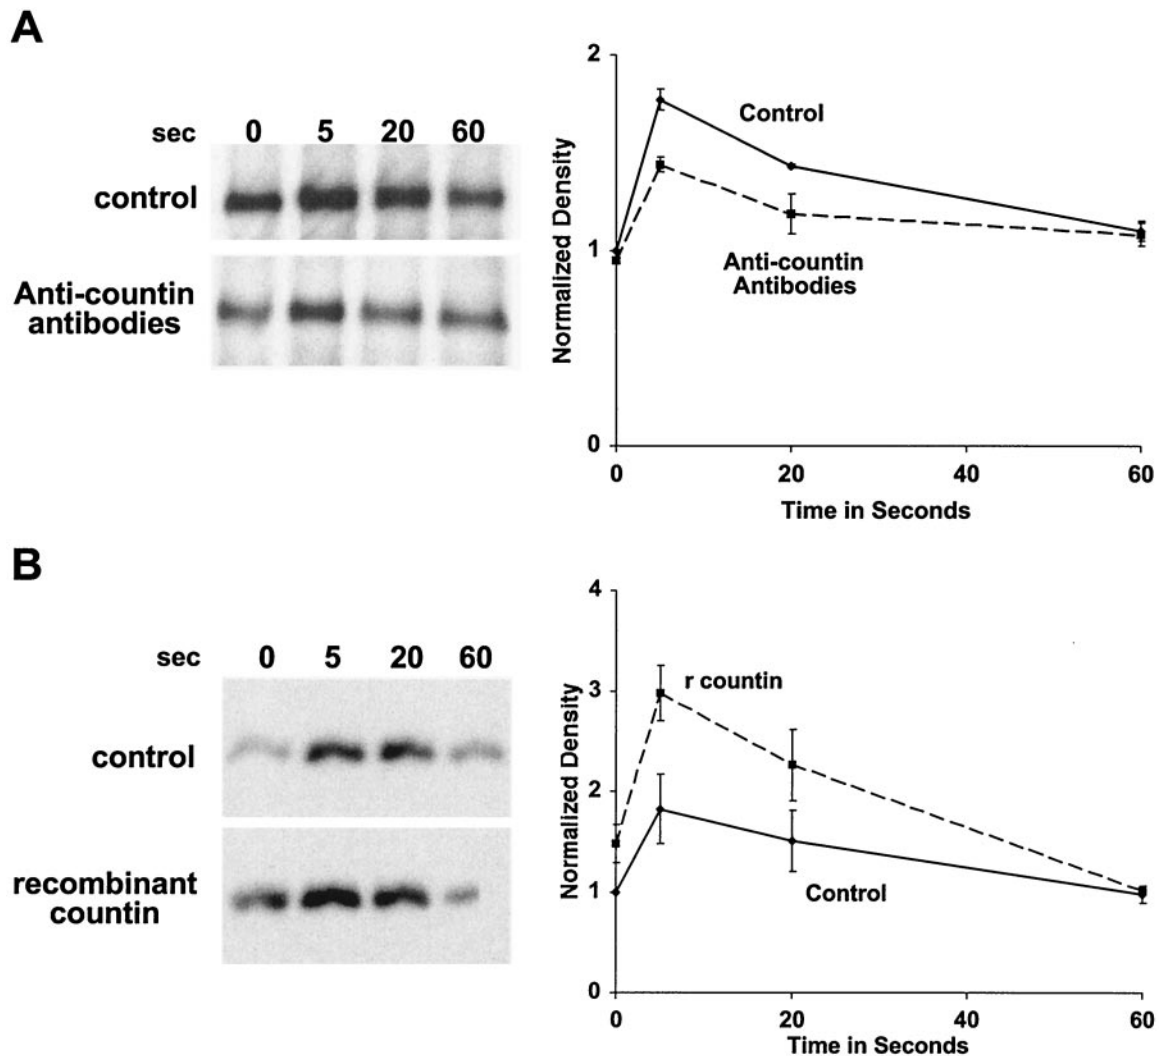 A
sec 0 5 20 60
control
Anti-countin
antibodies
2
1
0
Normalized Density
Control
Anti-countin
Antibodies
0 20 40 60
Time in Seconds
B
sec 0 5 20 60
control
recombinant
countin
4
3
2
1
0
Normalized Density
r countin
Control
0 20 40 60
Time in Seconds